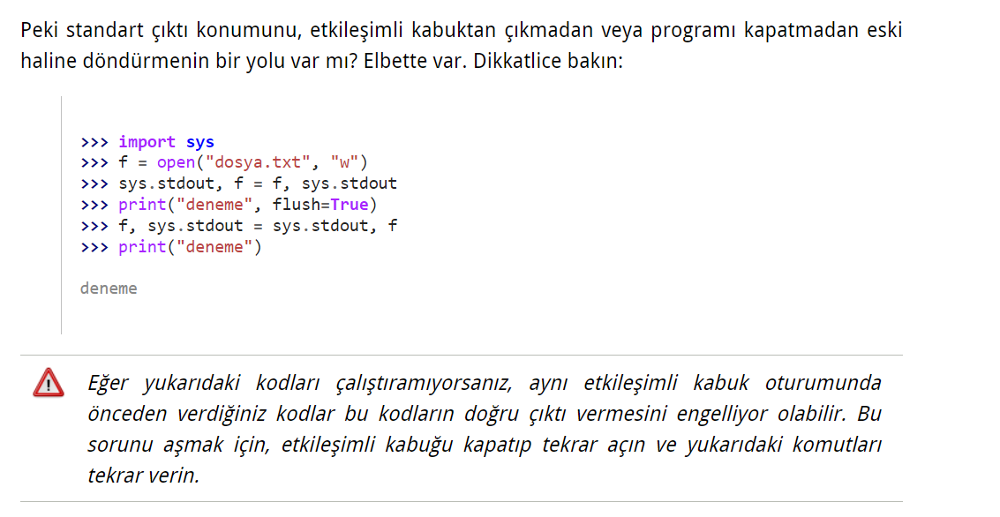 Peki standart çıktı konumunu, etkileşimli kabuktan çıkmadan veya programı kapatmadan eski
haline döndürmenin bir yolu var mı? Elbette var. Dikkatlice bakın:
>>> import sys
>>> f = open("dosya.txt", "w")
>>> sys.stdout, f = f, sys.stdout
>>> print("deneme", flush=True)
>>> f, sys.stdout = sys.stdout, f
>>> print("deneme")
deneme
Eğer yukarıdaki kodları çalıştıramıyorsanız, aynı etkileşimli kabuk oturumunda
önceden verdiğiniz kodlar bu kodların doğru çıktı vermesini engelliyor olabilir. Bu
sorunu aşmak için, etkileşimli kabuğu kapatıp tekrar açın ve yukarıdaki komutları
tekrar verin.